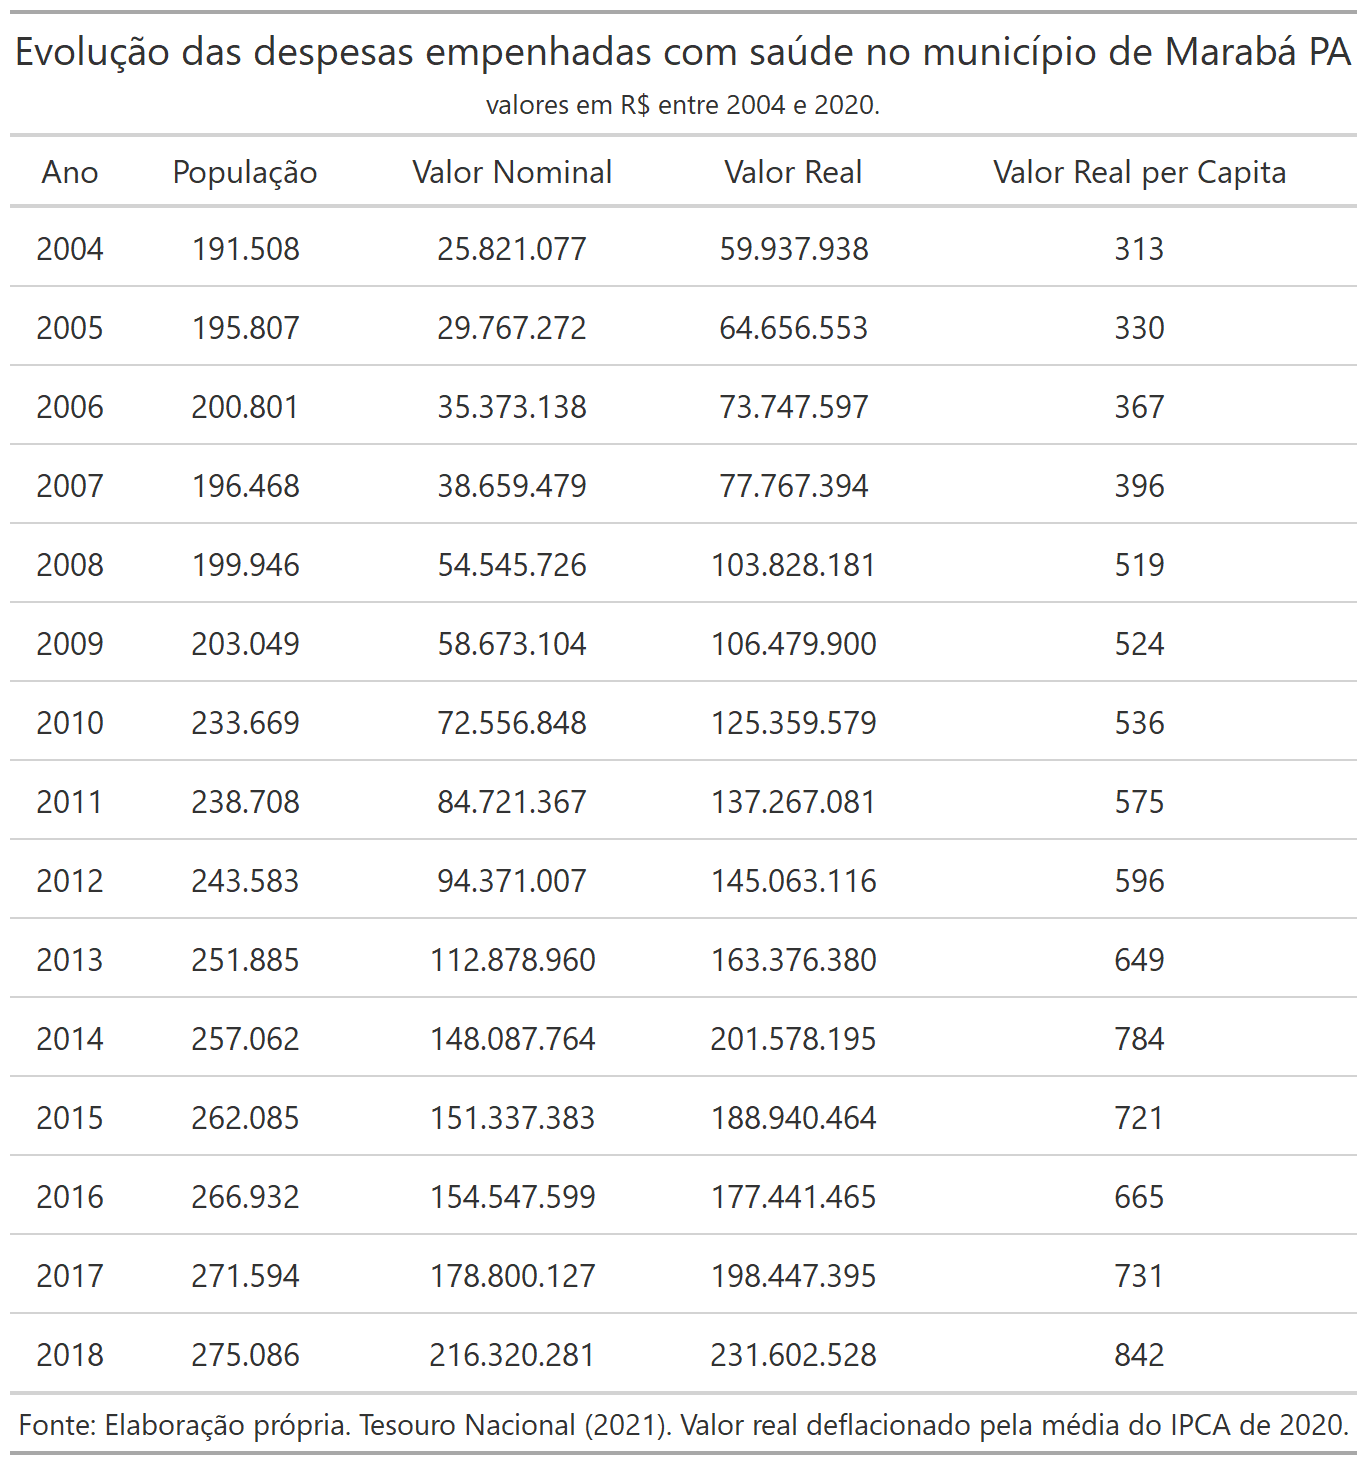 Evolução das despesas empenhadas com saúde no município de Marabá PA
valores em R$ entre 2004 e 2020.
Ano População Valor Nominal Valor Real Valor Real per Capita
2004 191.508 25.821.077 59.937.938 313
2005 195.807 29.767.272 64.656.553 330
2006 200.801 35.373.138 73.747.597 367
2007 196.468 38.659.479 77.767.394 396
2008 199.946 54.545.726 103.828.181 519
2009 203.049 58.673.104 106.479.900 524
2010 233.669 72.556.848 125.359.579 536
2011 238.708 84.721.367 137.267.081 575
2012 243.583 94.371.007 145.063.116 596
2013 251.885 112.878.960 163.376.380 649
2014 257.062 148.087.764 201.578.195 784
2015 262.085 151.337.383 188.940.464 721
2016 266.932 154.547.599 177.441.465 665
2017 271.594 178.800.127 198.447.395 731
2018 275.086 216.320.281 231.602.528 842
Fonte: Elaboração própria. Tesouro Nacional (2021). Valor real deflacionado pela média do IPCA de 2020.